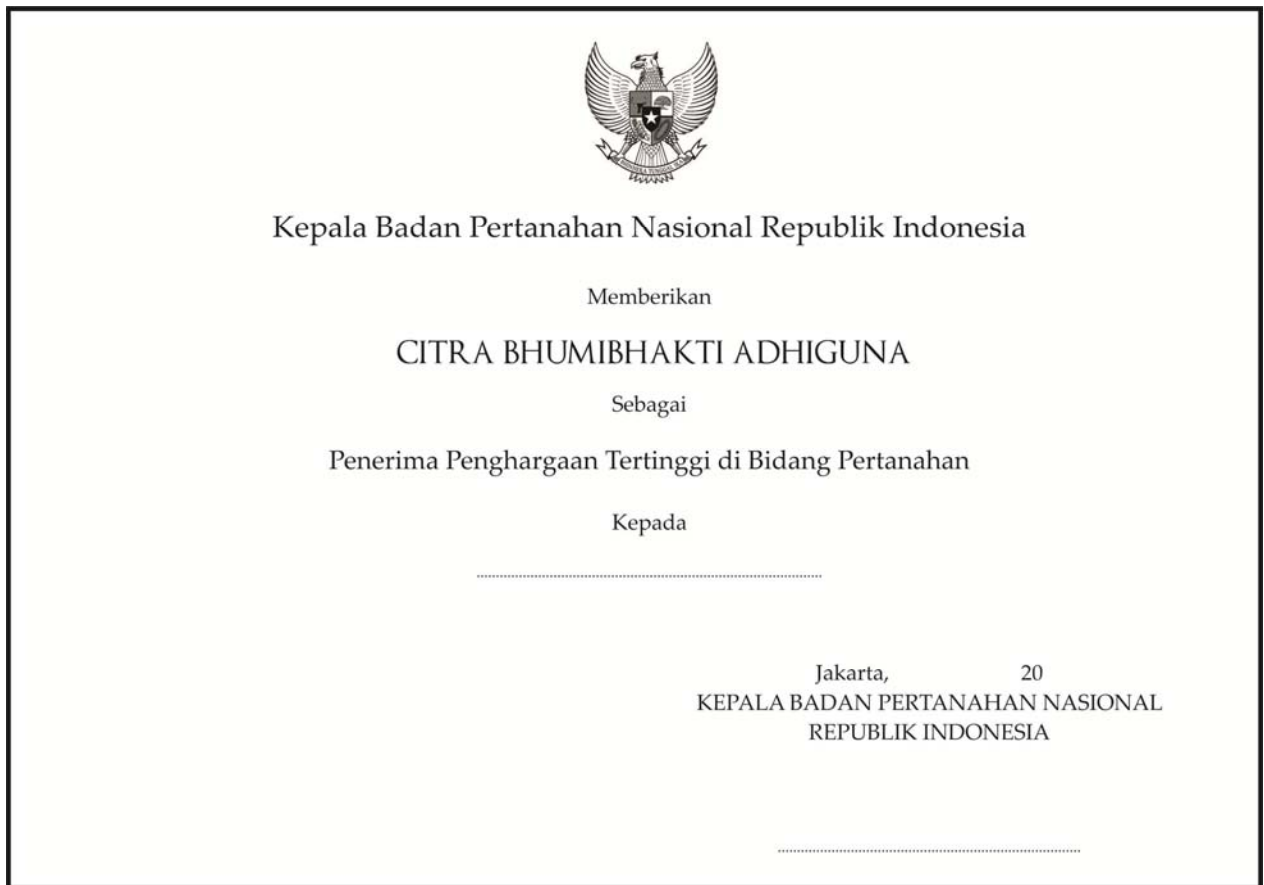 Kepala Badan Pertanahan Nasional Republik Indonesia
Memberikan
CITRA BHUMIBHAKTI ADHIGUNA
Sebagai
Penerima Penghargaan Tertinggi di Bidang Pertanahan
Kepada
................................................................................
Jakarta, 20
KEPALA BADAN PERTANAHAN NASIONAL
REPUBLIK INDONESIA
................................................................................